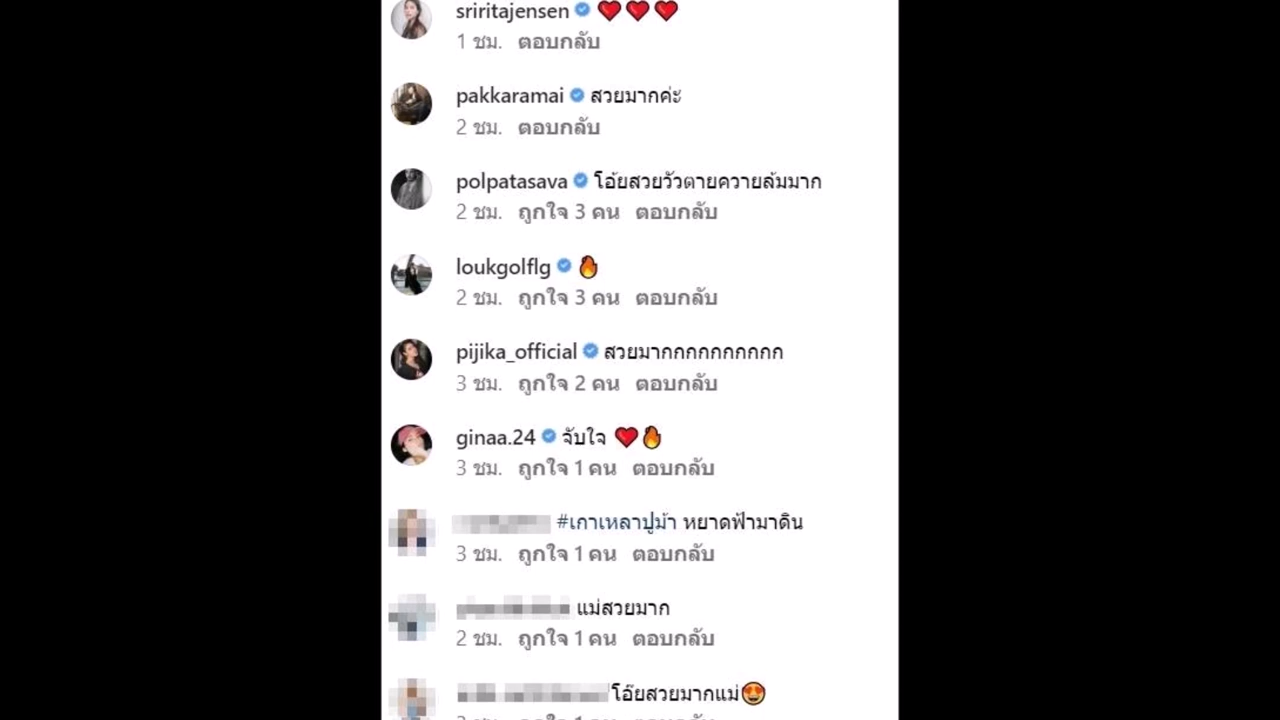 sriritajensen ❤️❤️❤️
1 ชม. ตอบกลับ
pakkaramai สวยมากค่ะ
2 ชม. ตอบกลับ
polpatasava โอ้ยสวยวัวตายควายล้มมาก
2 ชม. ถูกใจ 3 คน ตอบกลับ
loukgolflg 🔥
2 ชม. ถูกใจ 3 คน ตอบกลับ
pijika_official สวยมากกกกกกกกกก
3 ชม. ถูกใจ 2 คน ตอบกลับ
ginaa.24 จับใจ ❤️🔥
3 ชม. ถูกใจ 1 คน ตอบกลับ
#เกาเหลาปูม้า หยาดฟ้ามาดิน
3 ชม. ถูกใจ 1 คน ตอบกลับ
แม่สวยมาก
2 ชม. ถูกใจ 1 คน ตอบกลับ
โอ๊ยสวยมากแม่😍